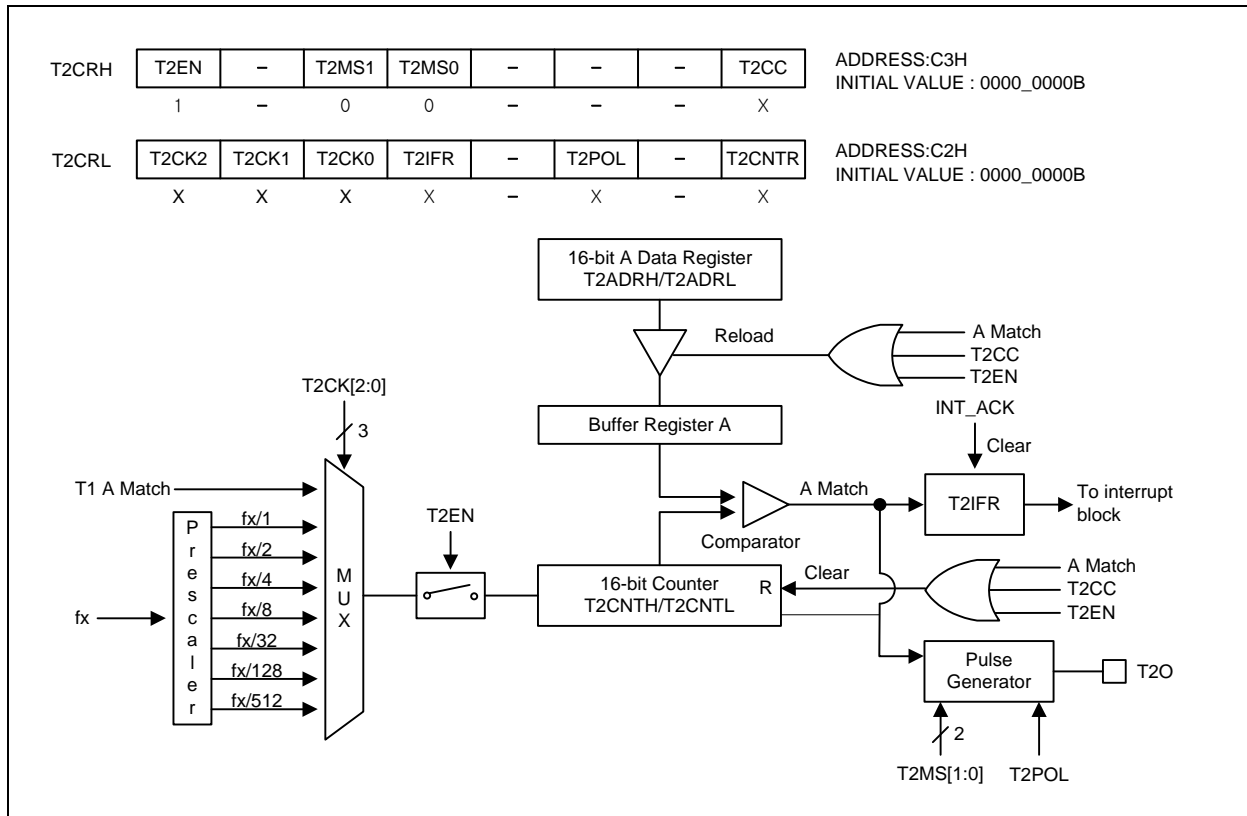 T2CRH T2EN – T2MS1 T2MS0 – – – T2CC ADDRESS:C3H
INITIAL VALUE : 0000_0000B
1 – 0 0 – – – X
T2CRL T2CK2 T2CK1 T2CK0 T2IFR – T2POL – T2CNTR ADDRESS:C2H
INITIAL VALUE : 0000_0000B
X X X X – X – X
16-bit A Data Register
T2ADRH/T2ADRL
Reload
A Match
T2CC
T2EN
T2CK[2:0]
3
Buffer Register A
INT_ACK
Clear
T1 A Match
Prescaler
fx
fx/1
fx/2
fx/4
fx/8
fx/32
fx/128
fx/512
MUX
T2EN
Comparator
A Match
T2IFR
To interrupt
block
16-bit Counter
T2CNTH/T2CNTL
R
Clear
A Match
T2CC
T2EN
Pulse
Generator
T2O
2
T2MS[1:0]
T2POL